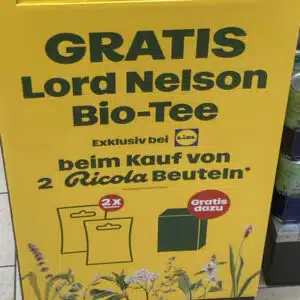 GRATIS
Lord Nelson
Bio-Tee
Exklusiv bei LIDL
beim Kauf von
2 Ricola Beuteln*
2X
Gratis
dazu